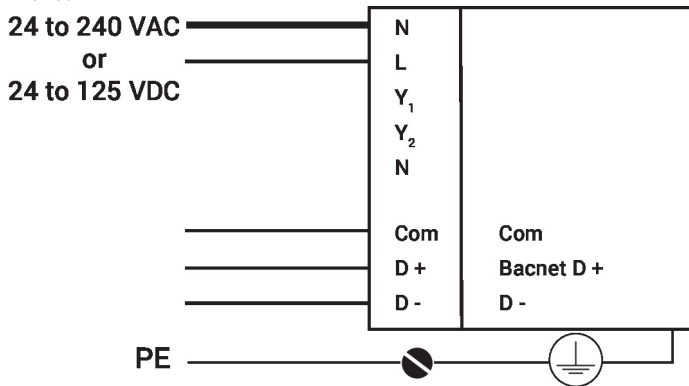 24 to 240 VAC
or
24 to 125 VDC
N
L
Y₁
Y₂
N
Com Com
D + Bacnet D +
D - D -
PE